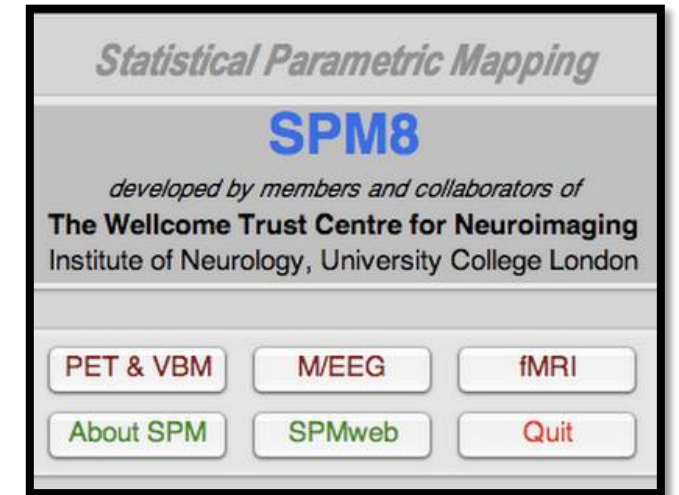 Statistical Parametric Mapping
SPM8
developed by members and collaborators of
The Wellcome Trust Centre for Neuroimaging
Institute of Neurology, University College London
PET & VBM M/EEG fMRI
About SPM SPMweb Quit